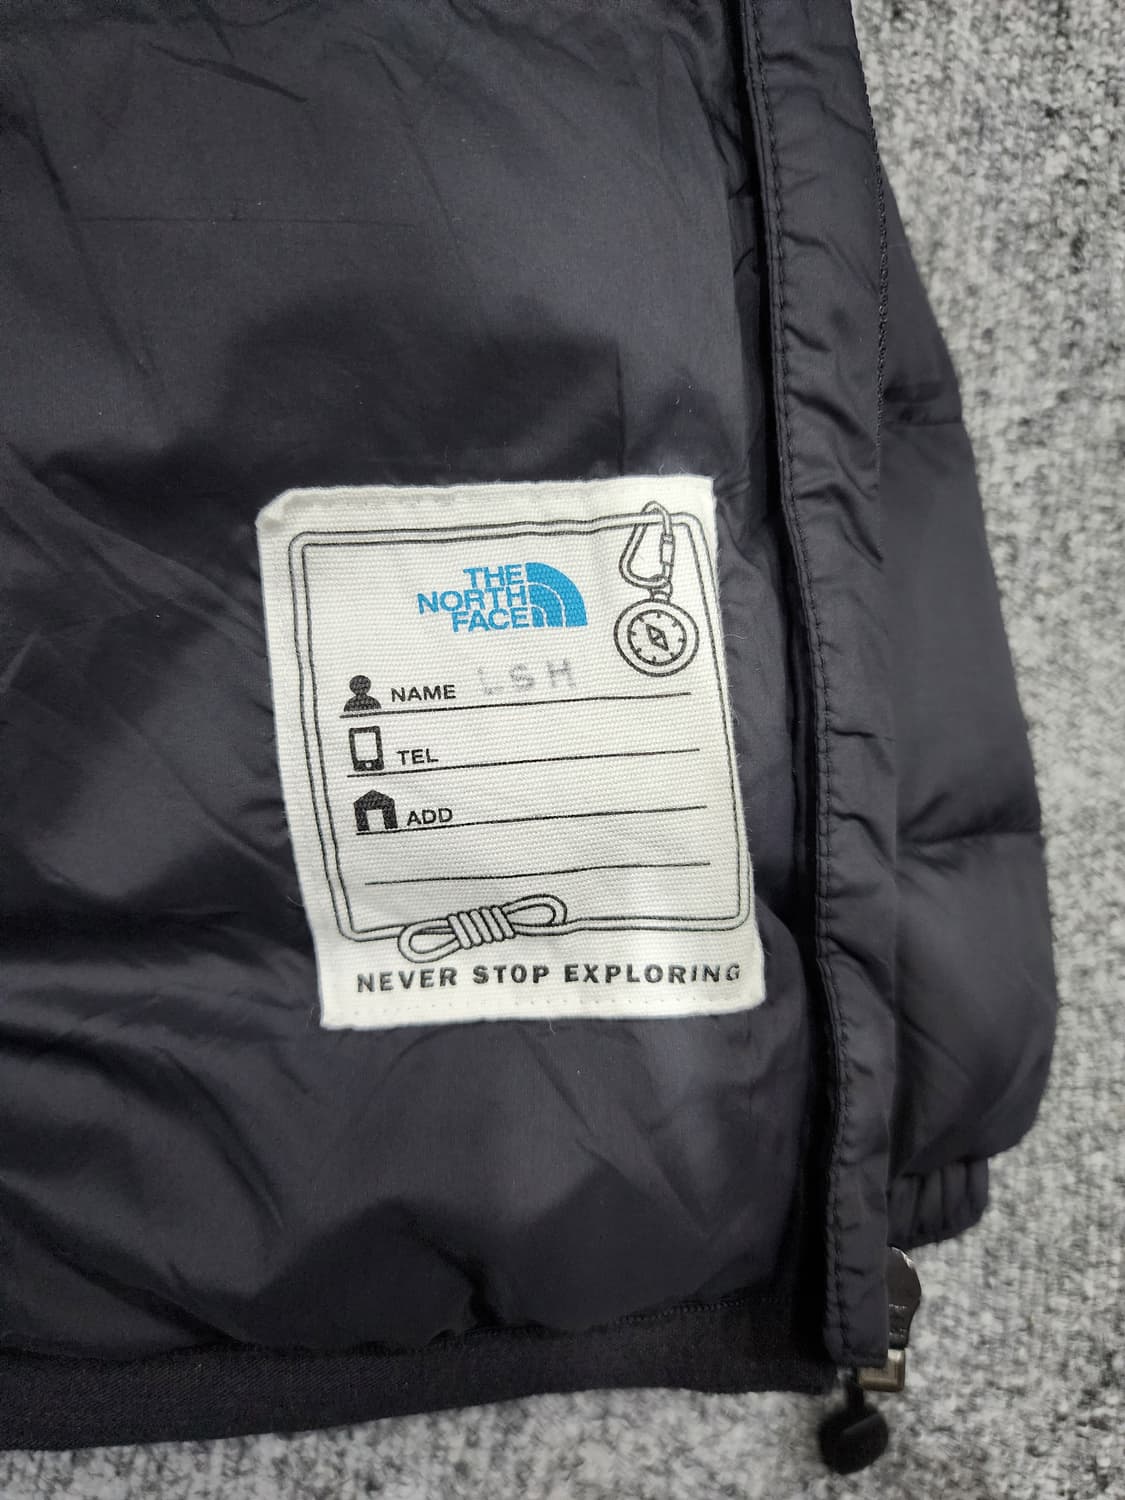 THE
NORTH
FACE
NAME LSH
TEL
ADD
NEVER STOP EXPLORING